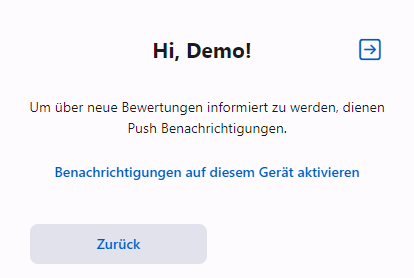 Hi, Demo!
Um über neue Bewertungen informiert zu werden, dienen
Push Benachrichtigungen.
Benachrichtigungen auf diesem Gerät aktivieren
Zurück